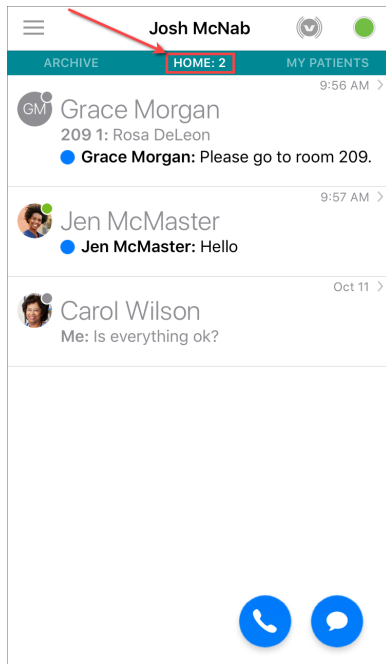 Josh McNab
ARCHIVE HOME: 2 MY PATIENTS
9:56 AM
GM Grace Morgan
209 1: Rosa DeLeon
Grace Morgan: Please go to room 209.
9:57 AM
Jen McMaster
Jen McMaster: Hello
Oct 11
Carol Wilson
Me: Is everything ok?